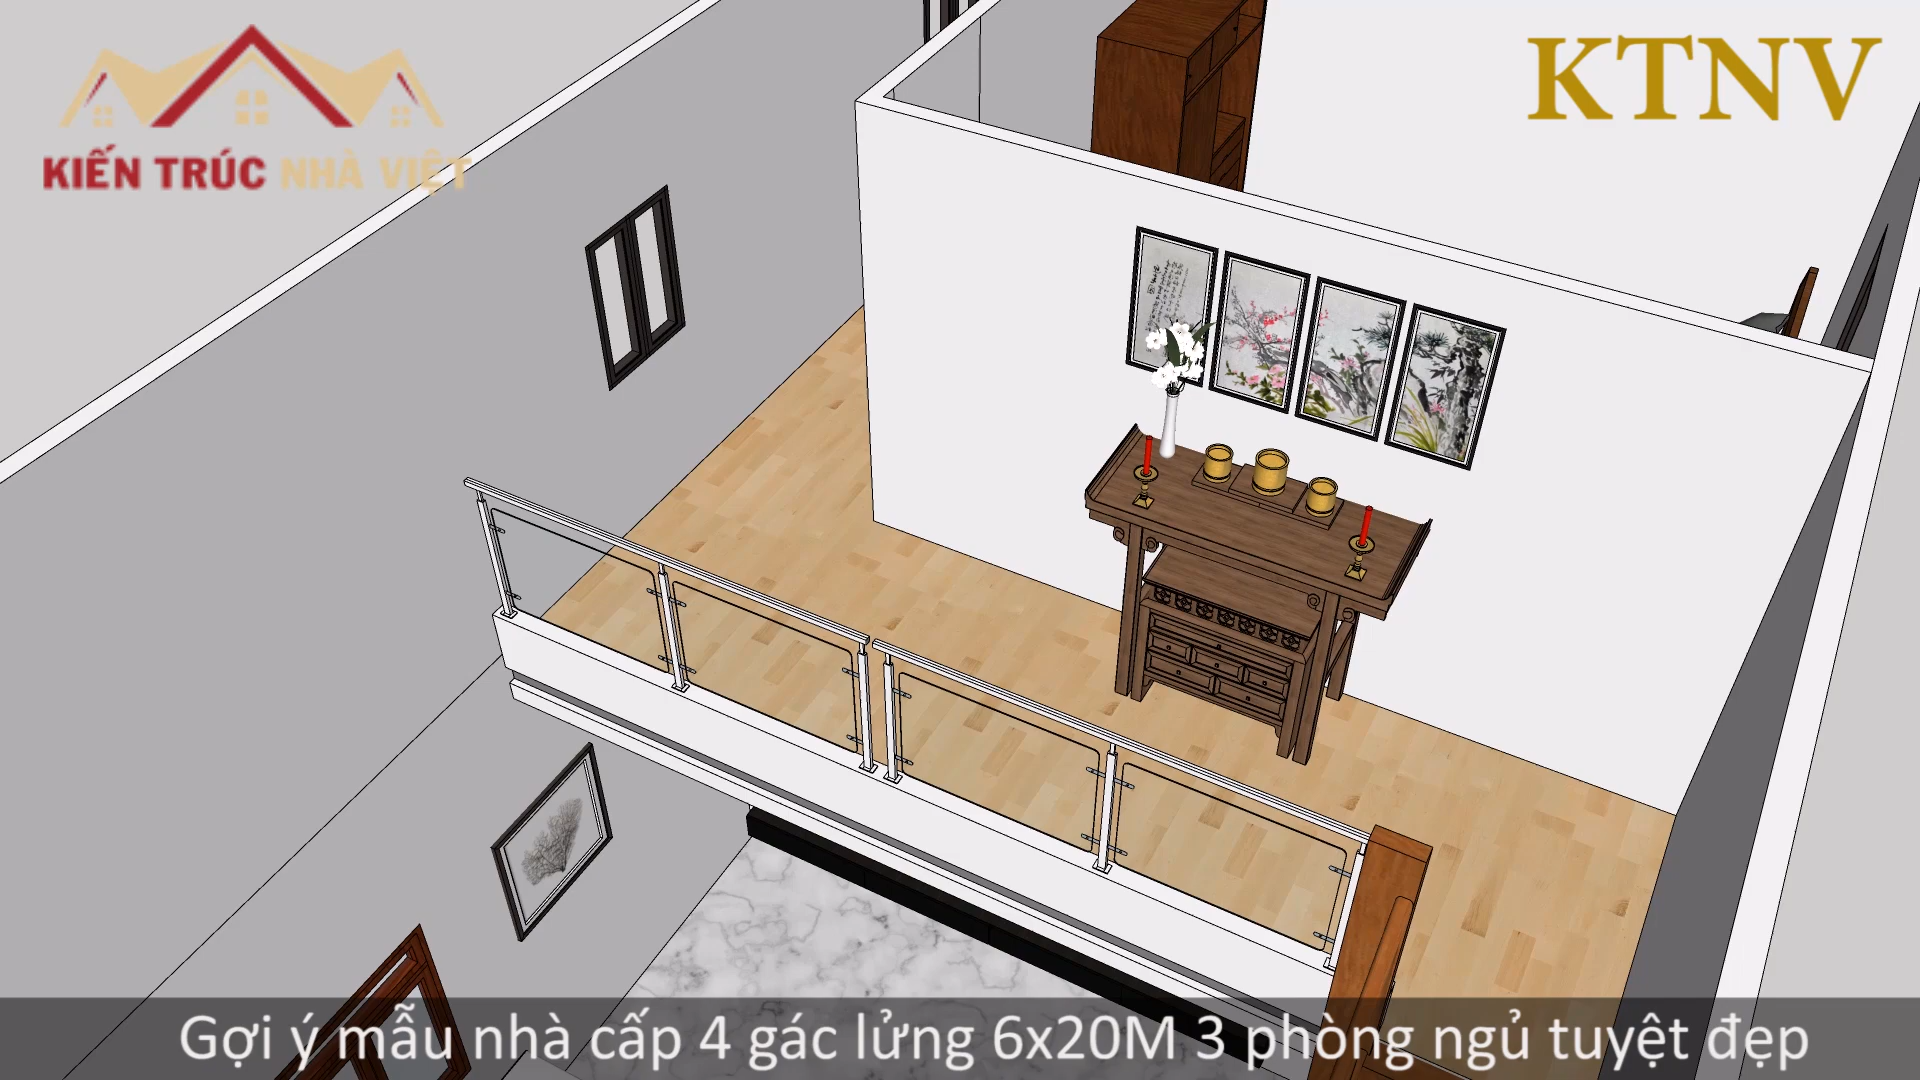 KIẾN TRÚC NHÀ VIỆT
KTNV
Gợi ý mẫu nhà cấp 4 gác lửng 6x20M 3 phòng ngủ tuyệt đẹp